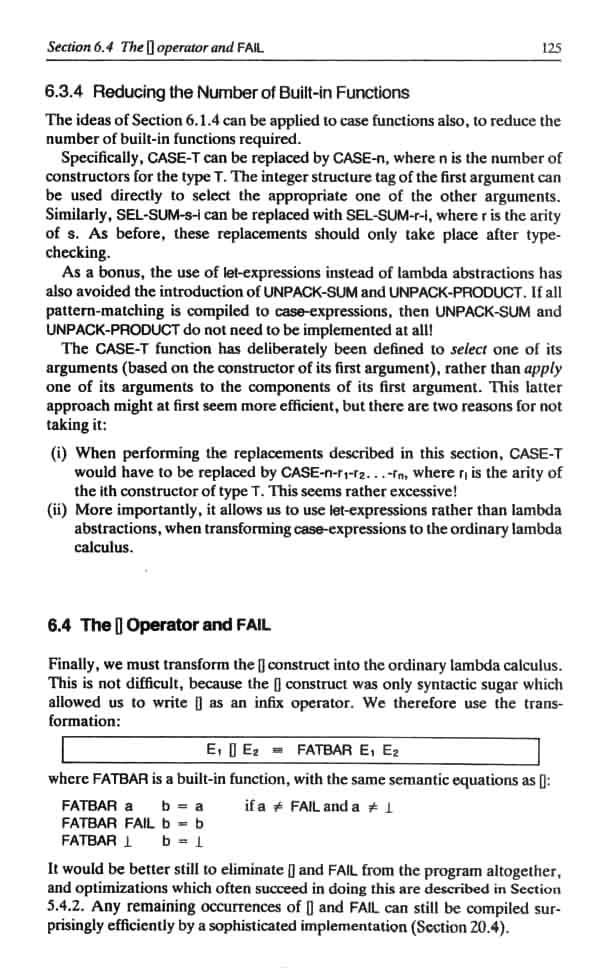 Section 6.4 The [] operator and FAIL 125
6.3.4 Reducing the Number of Built-in Functions
The ideas of Section 6.1.4 can be applied to case functions also, to reduce the
number of built-in functions required.
Specifically, CASE-T can be replaced by CASE-n, where n is the number of
constructors for the type T. The integer structure tag of the first argument can
be used directly to select the appropriate one of the other arguments.
Similarly, SEL-SUM-s-i can be replaced with SEL-SUM-r-i, where r is the arity
of s. As before, these replacements should only take place after type-
checking.
As a bonus, the use of let-expressions instead of lambda abstractions has
also avoided the introduction of UNPACK-SUM and UNPACK-PRODUCT. If all
pattern-matching is compiled to case-expressions, then UNPACK-SUM and
UNPACK-PRODUCT do not need to be implemented at all!
The CASE-T function has deliberately been defined to select one of its
arguments (based on the constructor of its first argument), rather than apply
one of its arguments to the components of its first argument. This latter
approach might at first seem more efficient, but there are two reasons for not
taking it:
(i) When performing the replacements described in this section, CASE-T
would have to be replaced by CASE-n-r₁-r₂. . .-rₙ, where rᵢ is the arity of
the ith constructor of type T. This seems rather excessive!
(ii) More importantly, it allows us to use let-expressions rather than lambda
abstractions, when transforming case-expressions to the ordinary lambda
calculus.
6.4 The [] Operator and FAIL
Finally, we must transform the [] construct into the ordinary lambda calculus.
This is not difficult, because the [] construct was only syntactic sugar which
allowed us to write [] as an infix operator. We therefore use the trans-
formation:
E₁ [] E₂ ≡ FATBAR E₁ E₂
where FATBAR is a built-in function, with the same semantic equations as []:
FATBAR a b = a if a ≠ FAIL and a ≠ ⊥
FATBAR FAIL b = b
FATBAR ⊥ b = ⊥
It would be better still to eliminate [] and FAIL from the program altogether,
and optimizations which often succeed in doing this are described in Section
5.4.2. Any remaining occurrences of [] and FAIL can still be compiled sur-
prisingly efficiently by a sophisticated implementation (Section 20.4).